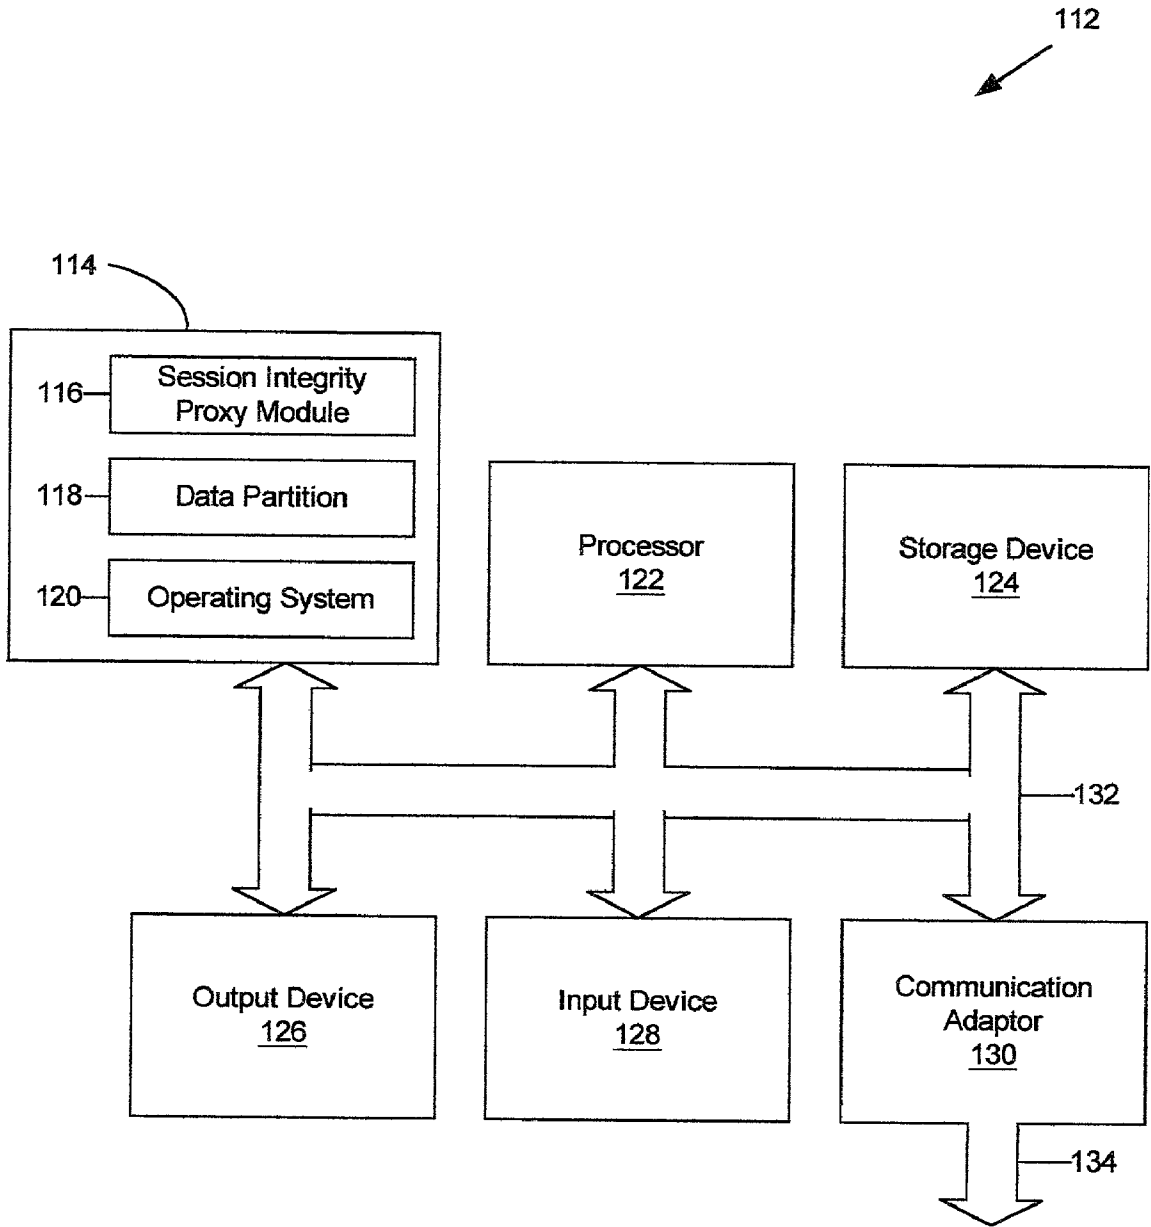 112
114
116
Session Integrity
Proxy Module
118
Data Partition
120
Operating System
Processor
122
Storage Device
124
132
Output Device
126
Input Device
128
Communication
Adaptor
130
134